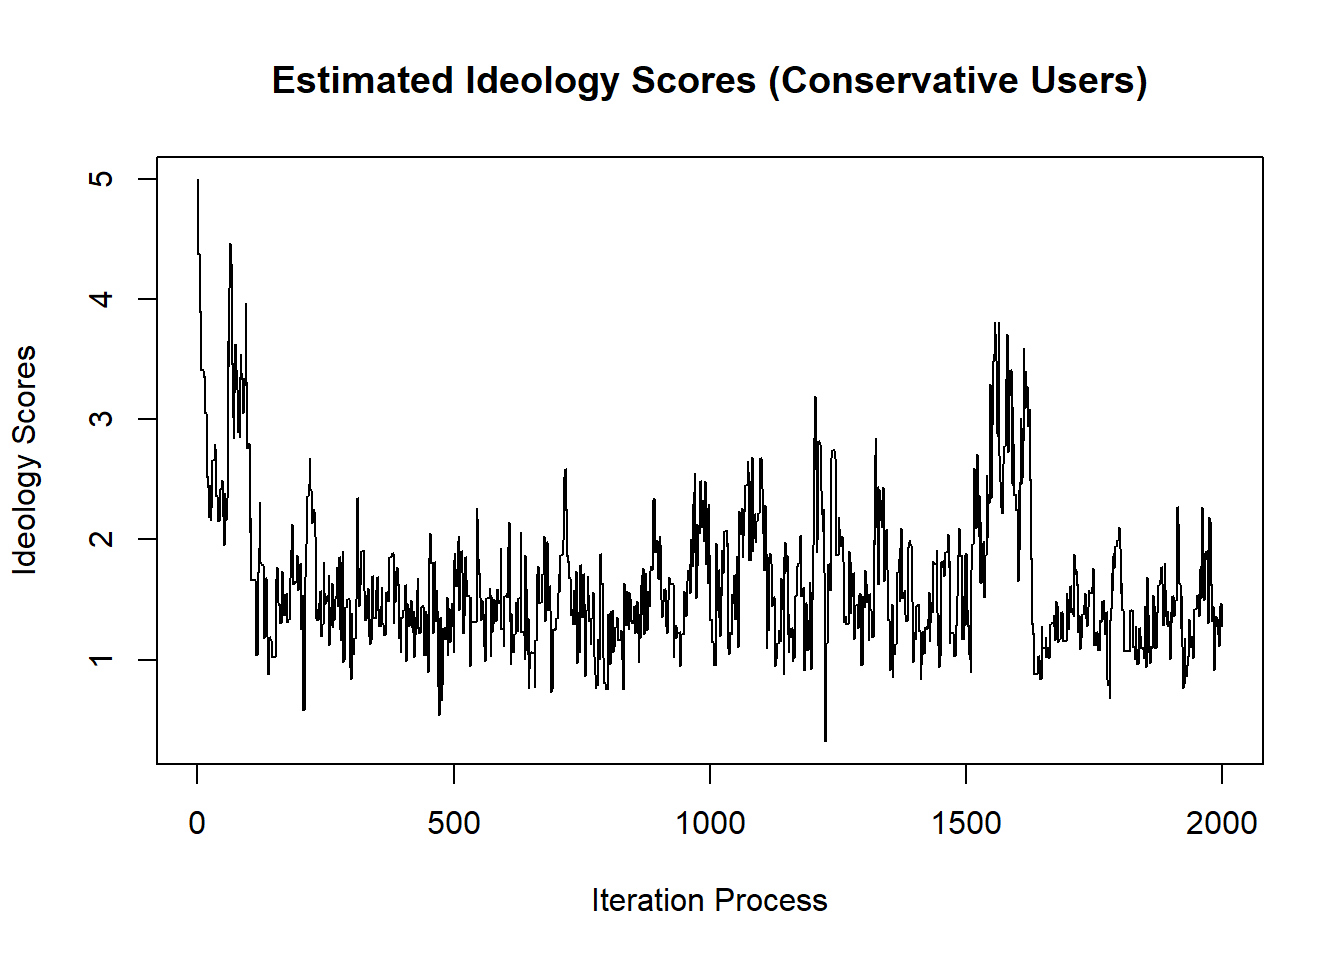 Estimated Ideology Scores (Conservative Users)
5
4
3
2
1
Ideology Scores
0 500 1000 1500 2000
Iteration Process